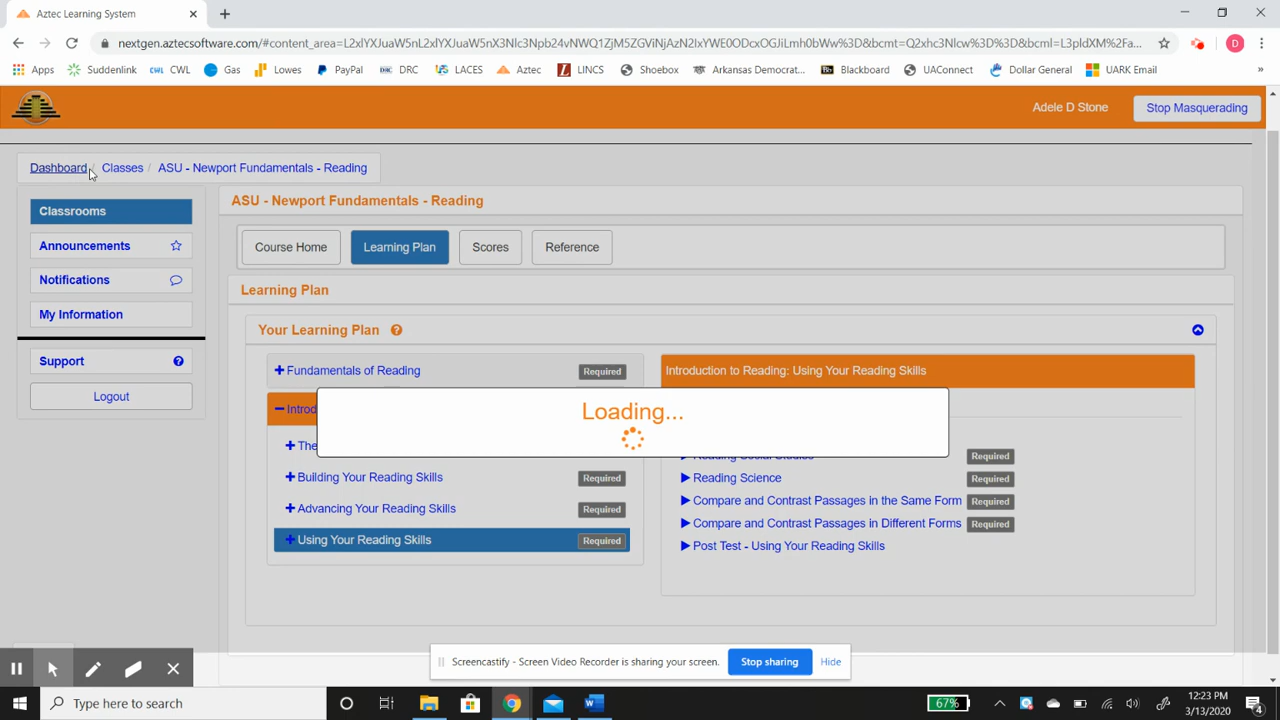 Aztec Learning System
nextgen.aztecsoftware.com/#content_area=L2xlYXJuaW5nL2xlYXJuaW5nX3Nlc3Npb24vNWQ1ZjM5ZGViNjAzN2IxYWE0ODcxOGJiLmh0bWw%3D&bcmt=Q2xhc3Nlcw%3D%3D&bcml=L3pldXM%2Fa...
Apps Suddenlink CWL CWL Gas Lowes PayPal DRC LACES Aztec LINCS Shoebox Arkansas Democrat... Blackboard UAConnect Dollar General UARK Email »
Adele D Stone Stop Masquerading
Dashboard / Classes / ASU - Newport Fundamentals - Reading
Classrooms
Announcements
Notifications
My Information
Support
Logout
ASU - Newport Fundamentals - Reading
Course Home Learning Plan Scores Reference
Learning Plan
Your Learning Plan
Fundamentals of Reading Required
Introd
The
Building Your Reading Skills Required
Advancing Your Reading Skills Required
Using Your Reading Skills Required
Introduction to Reading: Using Your Reading Skills
Loading...
Required
Reading Science Required
Compare and Contrast Passages in the Same Form Required
Compare and Contrast Passages in Different Forms Required
Post Test - Using Your Reading Skills
Screencastify - Screen Video Recorder is sharing your screen. Stop sharing Hide
Type here to search
67%
12:23 PM
3/13/2020
4